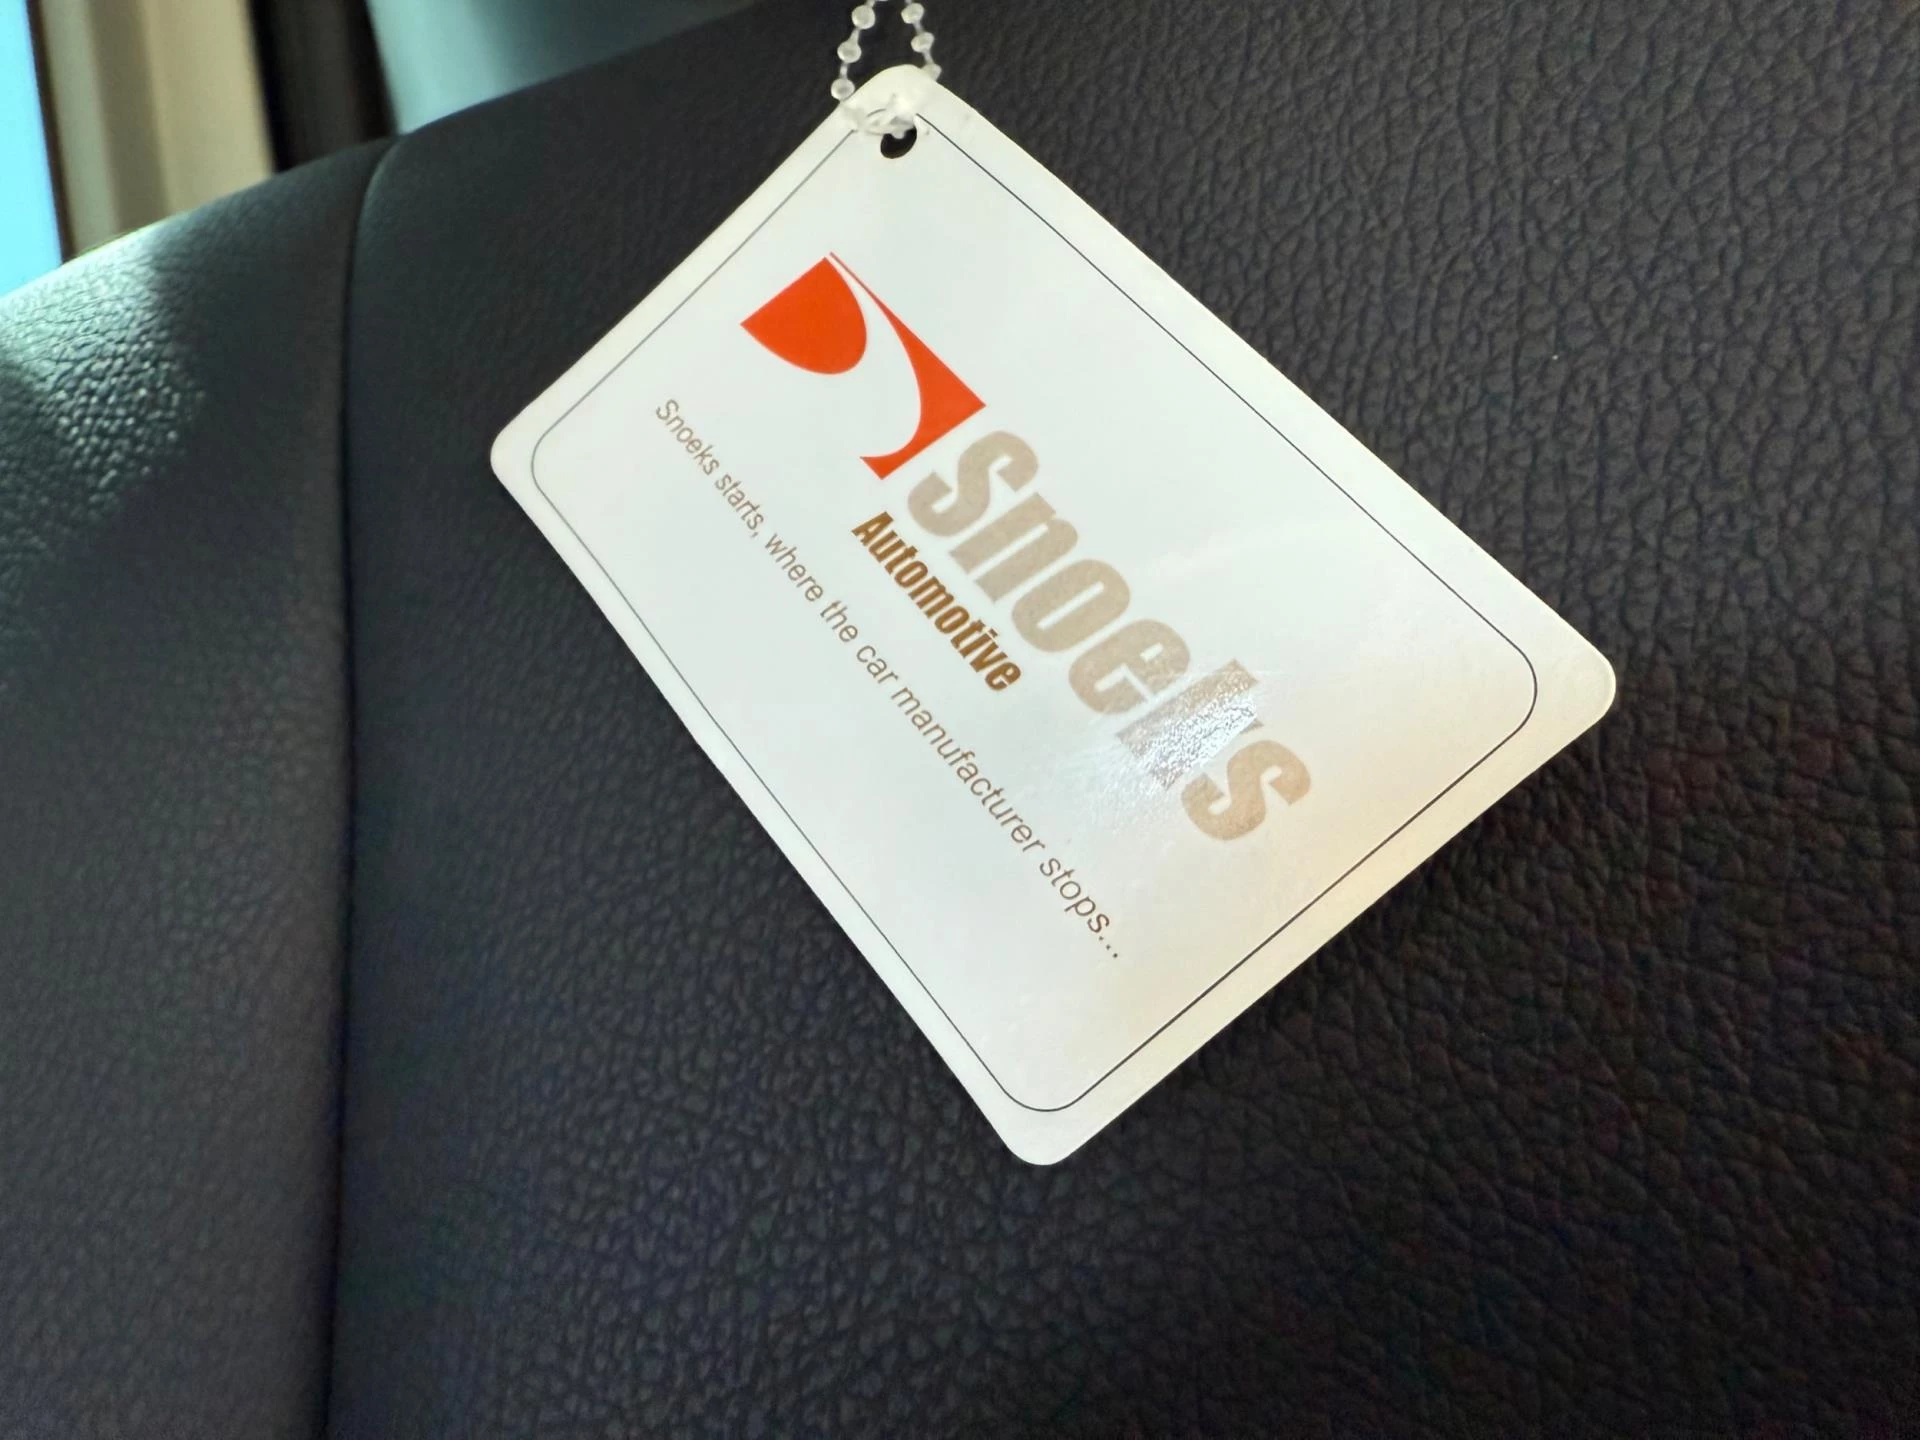 Snoeks
Automotive
Snoeks starts, where the car manufacturer stops...